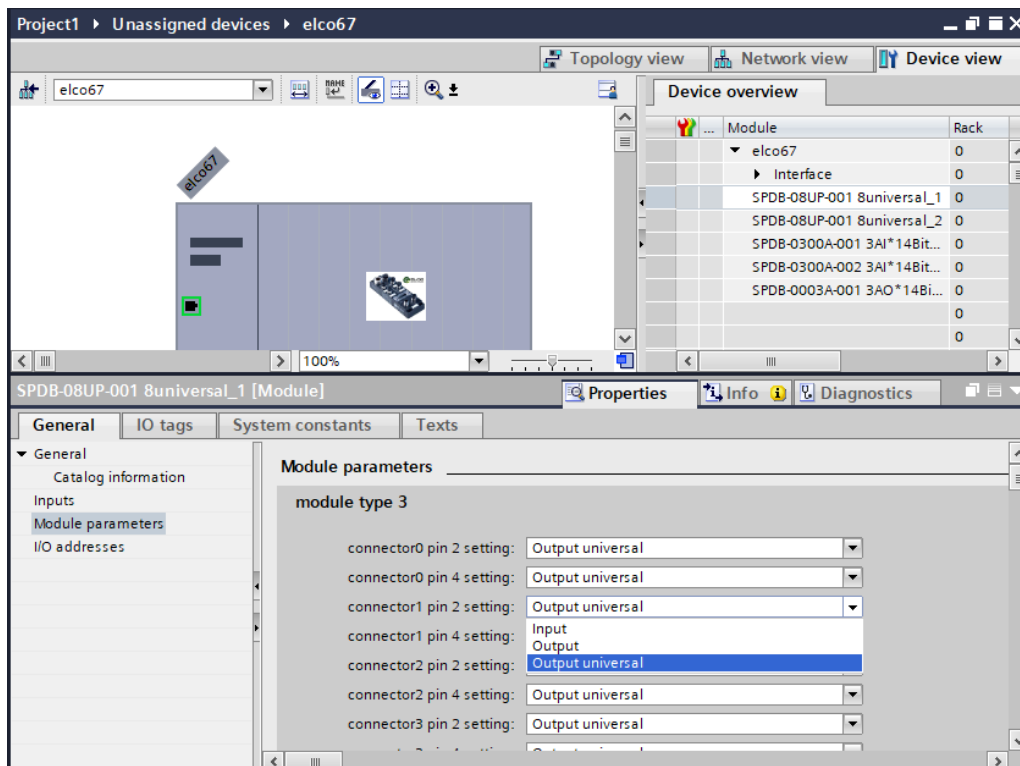 Project1 ▸ Unassigned devices ▸ elco67
Topology view
Network view
Device view
elco67
NAME
Device overview
... Module Rack
elco67 0
Interface 0
SPDB-08UP-001 8universal_1 0
SPDB-08UP-001 8universal_2 0
SPDB-0300A-001 3AI*14Bit... 0
SPDB-0300A-002 3AI*14Bit... 0
SPDB-0003A-001 3AO*14Bi... 0
0
0
elco67
100%
SPDB-08UP-001 8universal_1 [Module]
Properties
Info
Diagnostics
General
IO tags
System constants
Texts
General
Catalog information
Inputs
Module parameters
I/O addresses
Module parameters
module type 3
connector0 pin 2 setting: Output universal
connector0 pin 4 setting: Output universal
connector1 pin 2 setting: Output universal
Input
connector1 pin 4 setting:
Output
Output universal
connector2 pin 2 setting:
connector2 pin 4 setting: Output universal
connector3 pin 2 setting: Output universal